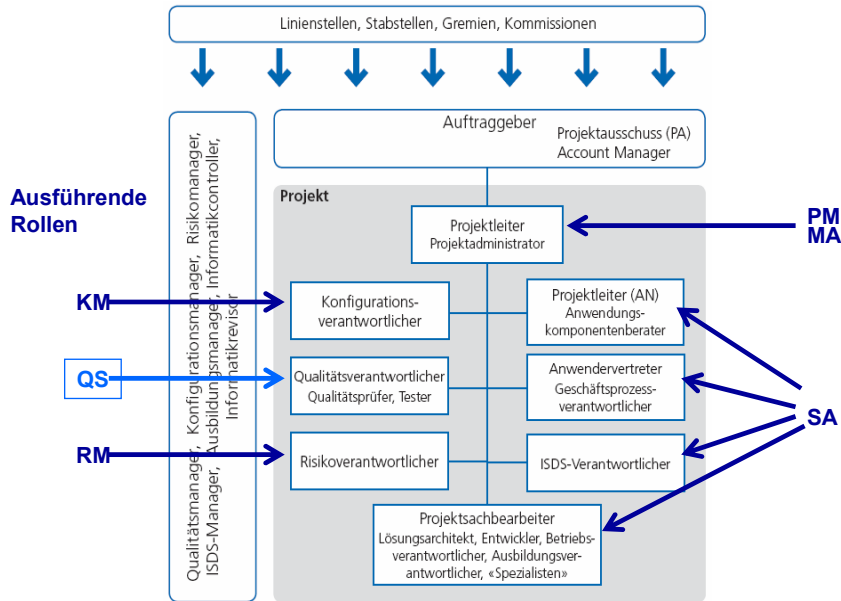 Linienstellen, Stabstellen, Gremien, Kommissionen
Auftraggeber
Projektausschuss (PA)
Account Manager
Qualitätsmanager, Konfigurationsmanager, Risikomanager,
ISDS-Manager, Ausbildungsmanager, Informatikcontroller,
Informatikrevisor
Ausführende
Rollen
Projekt
Projektleiter
Projektadministrator
PM
MA
KM
Konfigurations-
verantwortlicher
Projektleiter (AN)
Anwendungs-
komponentenberater
QS
Qualitätsverantwortlicher
Qualitätsprüfer, Tester
Anwendervertreter
Geschäftsprozess-
verantwortlicher
SA
RM
Risikoverantwortlicher
ISDS-Verantwortlicher
Projektsachbearbeiter
Lösungsarchitekt, Entwickler, Betriebs-
verantwortlicher, Ausbildungsver-
antwortlicher, «Spezialisten»